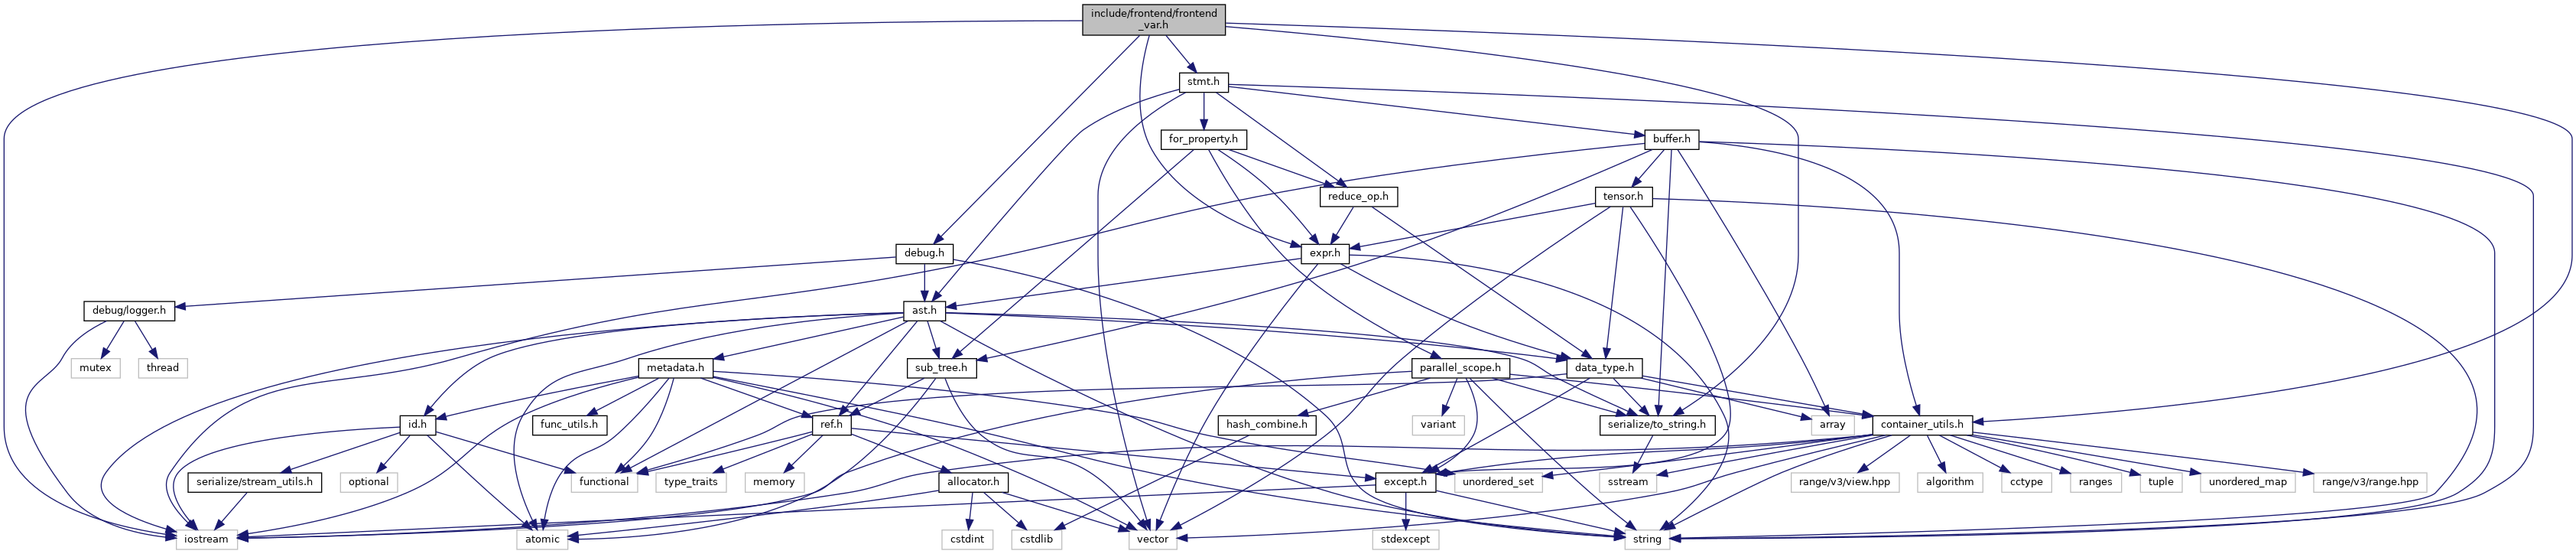 include/frontend/frontend
_var.h
stmt.h
for_property.h
buffer.h
reduce_op.h
tensor.h
debug.h
expr.h
debug/logger.h
ast.h
mutex
thread
metadata.h
sub_tree.h
parallel_scope.h
data_type.h
id.h
func_utils.h
ref.h
hash_combine.h
variant
serialize/to_string.h
array
container_utils.h
serialize/stream_utils.h
optional
functional
type_traits
memory
allocator.h
except.h
unordered_set
sstream
range/v3/view.hpp
algorithm
cctype
ranges
tuple
unordered_map
range/v3/range.hpp
iostream
atomic
cstdint
cstdlib
vector
stdexcept
string